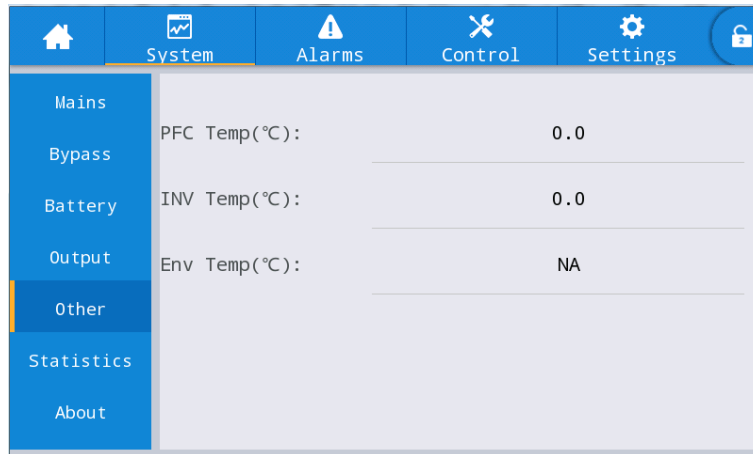 System Alarms Control Settings 2
Mains
Bypass
Battery
Output
Other
Statistics
About
PFC Temp(℃): 0.0
INV Temp(℃): 0.0
Env Temp(℃): NA